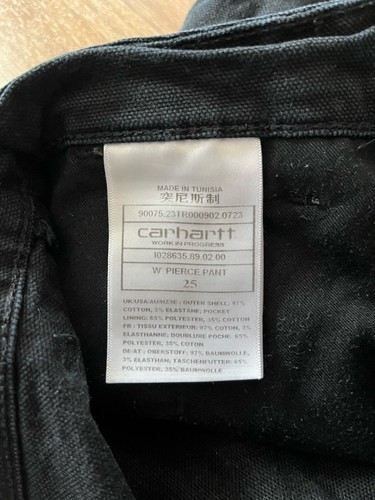 MADE IN TUNISIA
突尼斯制
90075.23TR000902.0723
carhartt
WORK IN PROGRESS
I028635.89.02.00
W' PIERCE PANT
25
UK/USA/AU/NZ/IE : OUTER SHELL: 97%
COTTON, 3% ELASTANE; POCKET
LINING: 65% POLYESTER, 35% COTTON
FR : TISSU EXTERIEUR: 97% COTON, 3%
ELASTHANNE; DOUBLURE POCHE: 65%
POLYESTER, 35% COTON
DE/AT : OBERSTOFF: 97% BAUMWOLLE,
3% ELASTHAN; TASCHENFUTTER: 65%
POLYESTER, 35% BAUMWOLLE